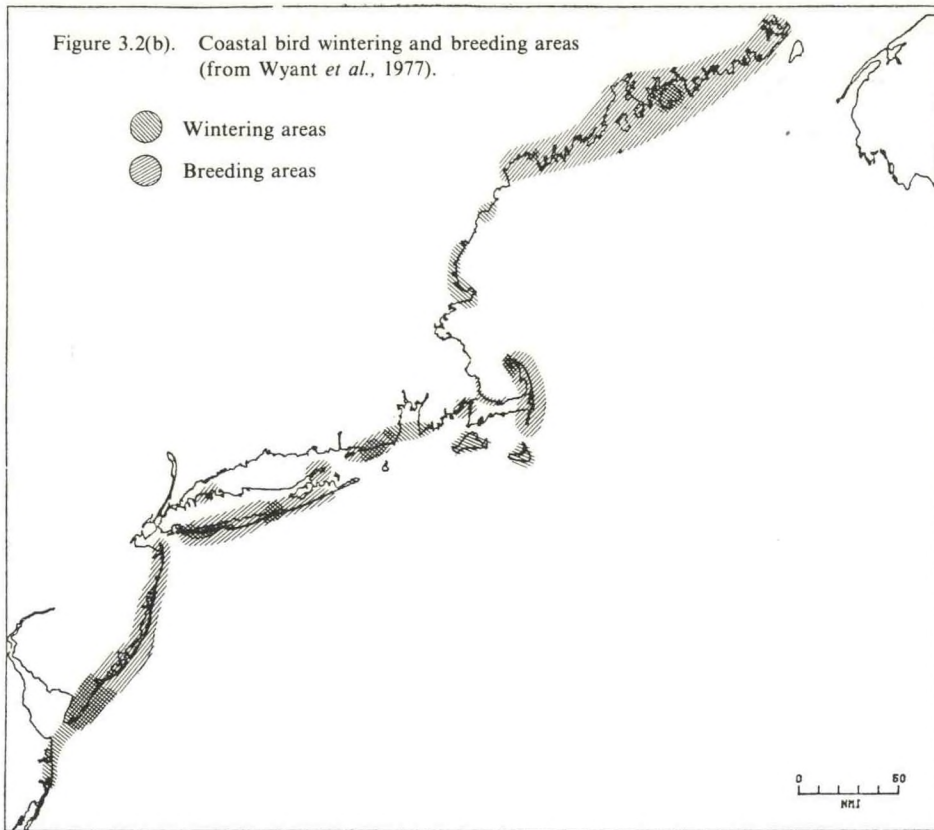 Figure 3.2(b). Coastal bird wintering and breeding areas
(from Wyant et al., 1977).
Wintering areas
Breeding areas
0 50
NMI